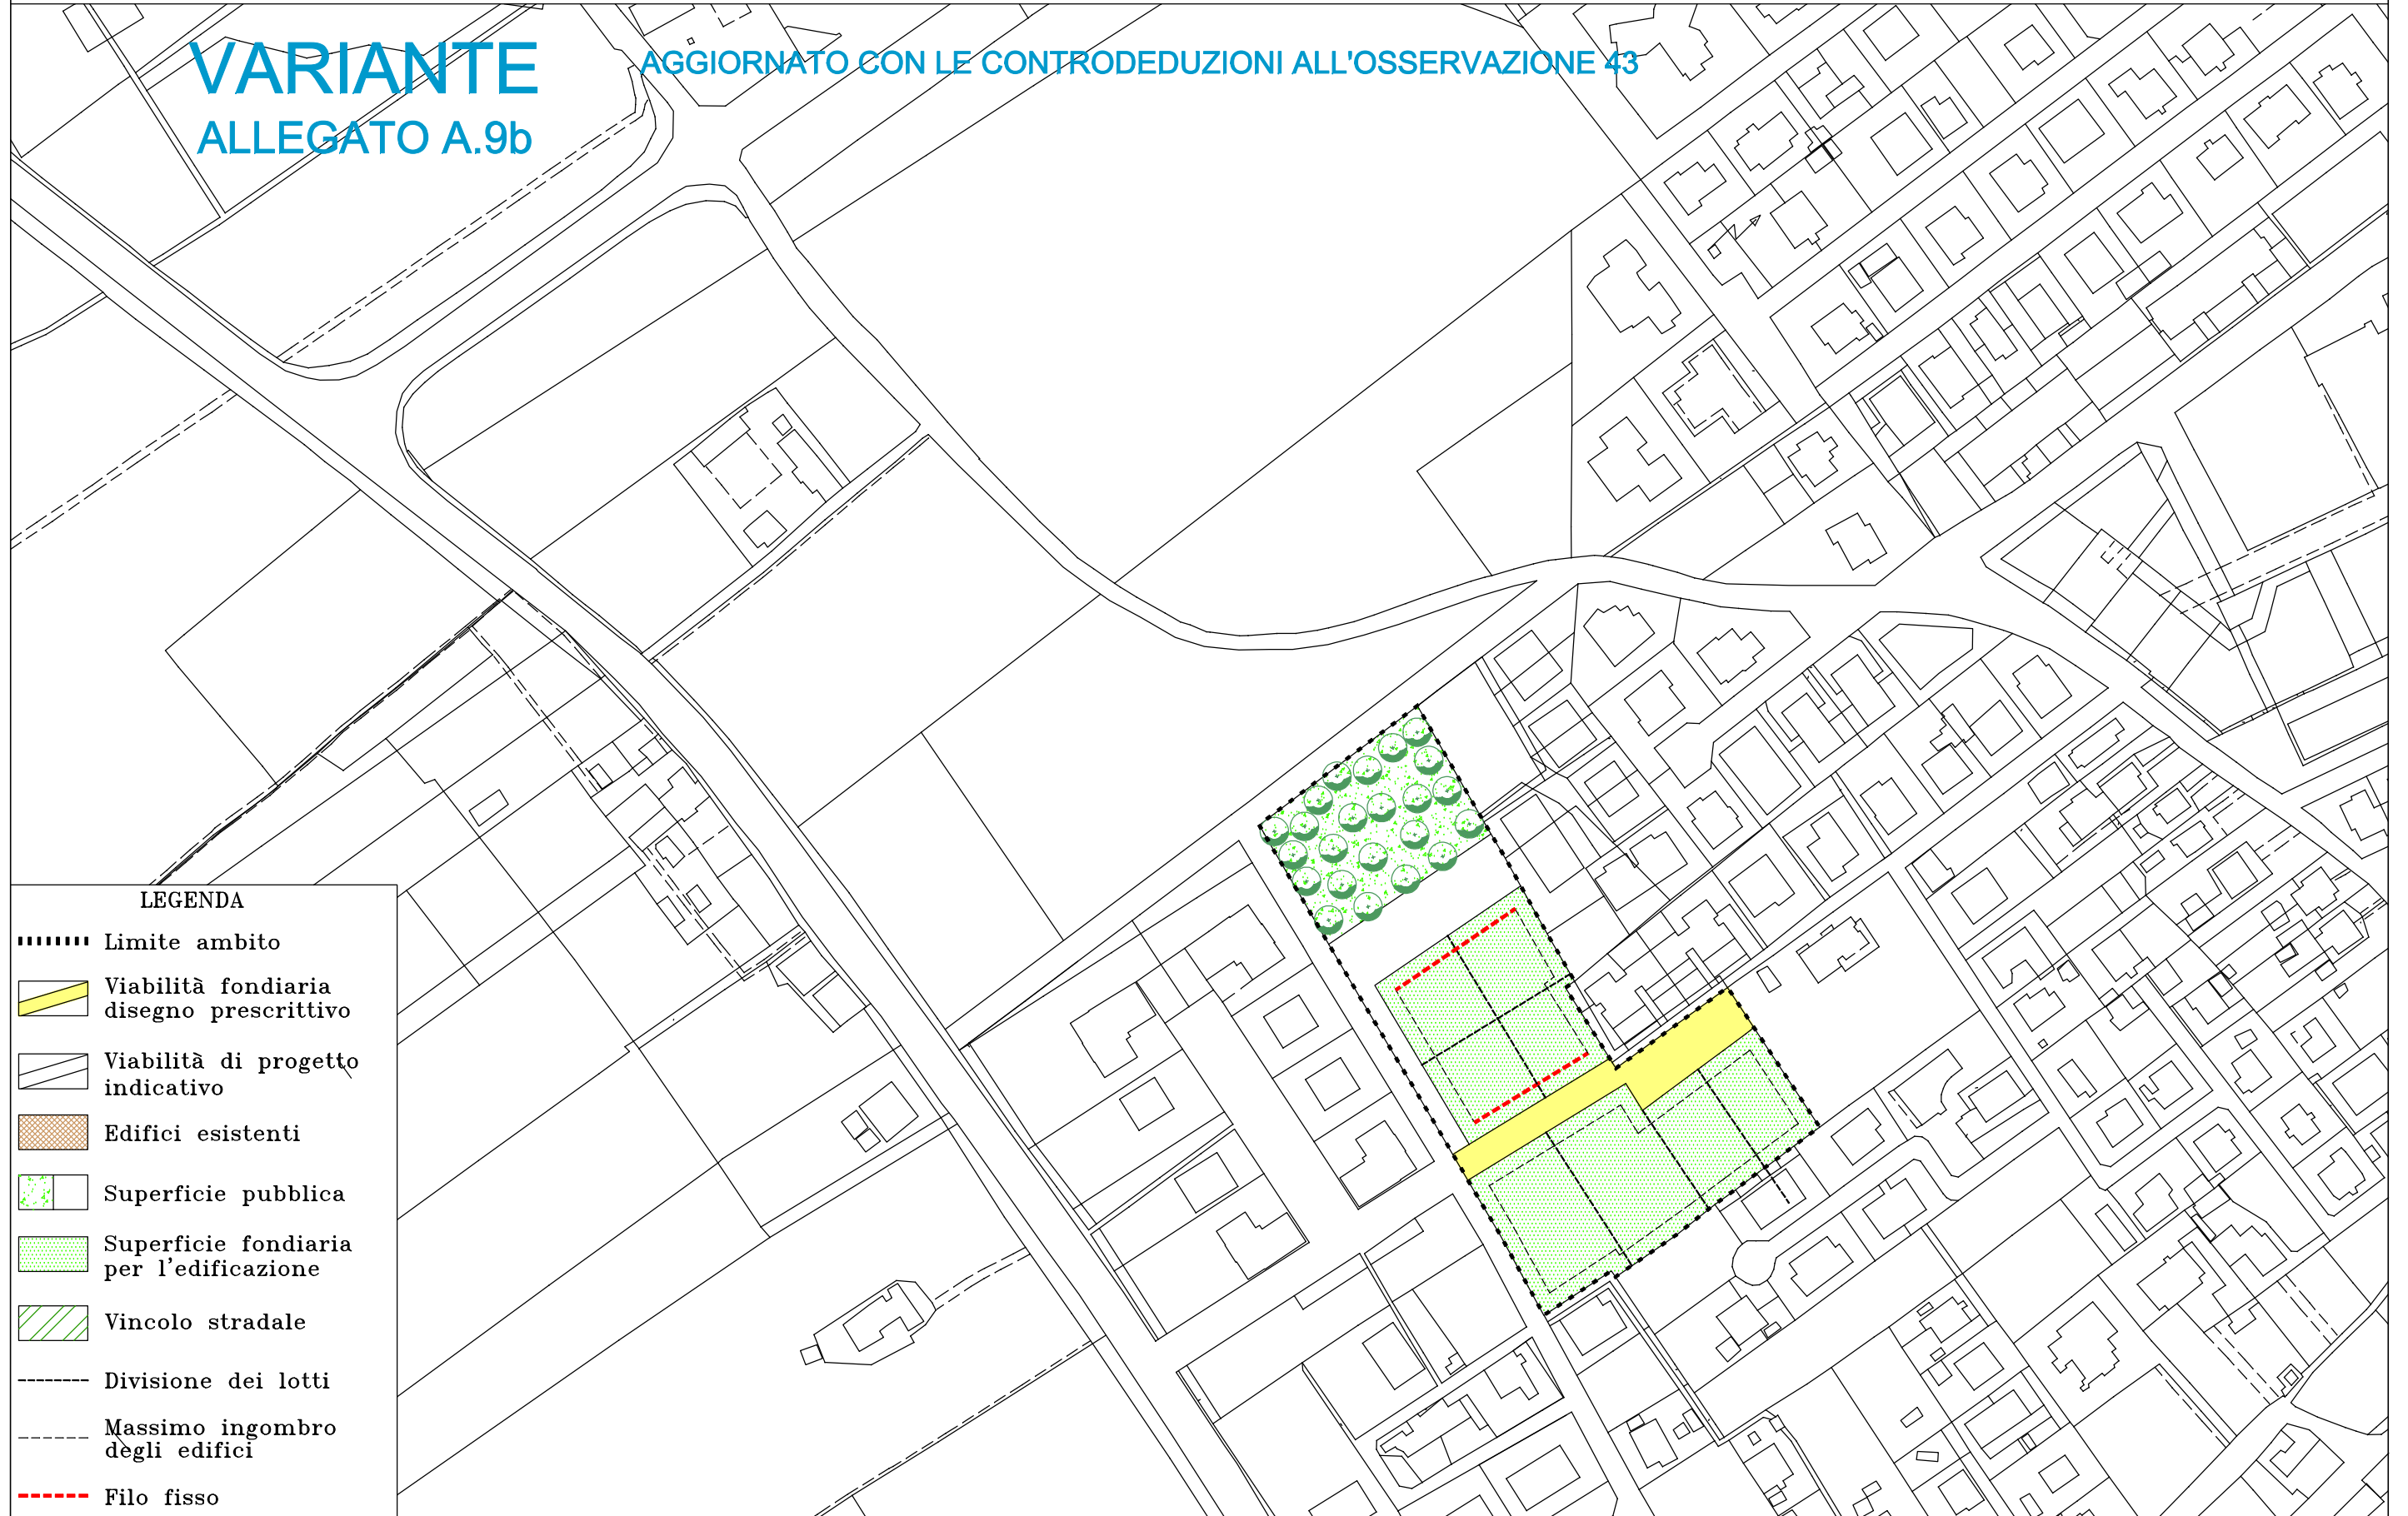 VARIANTE
AGGIORNATO CON LE CONTRODEDUZIONI ALL'OSSERVAZIONE 43
ALLEGATO A.9b
LEGENDA
Limite ambito
Viabilità fondiaria
disegno prescrittivo
Viabilità di progetto
indicativo
Edifici esistenti
Superficie pubblica
Superficie fondiaria
per l'edificazione
Vincolo stradale
Divisione dei lotti
Massimo ingombro
degli edifici
Filo fisso